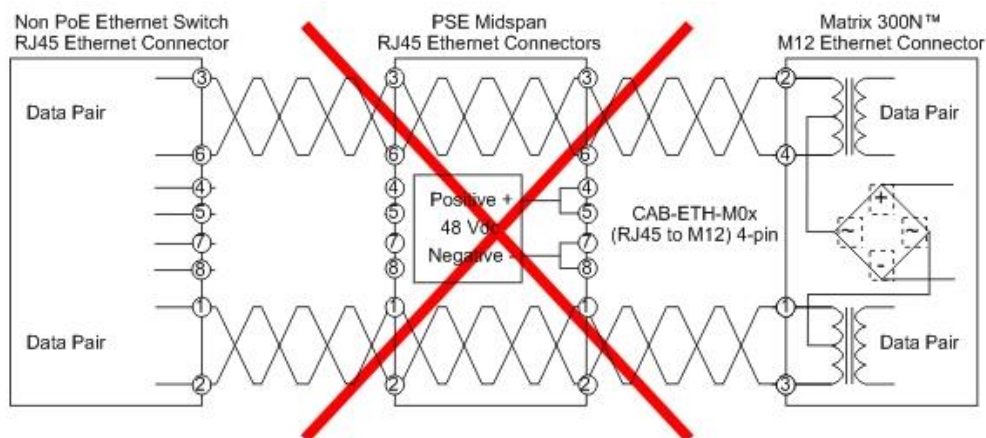 Non PoE Ethernet Switch
RJ45 Ethernet Connector
PSE Midspan
RJ45 Ethernet Connectors
Matrix 300N™
M12 Ethernet Connector
3
3
3
2
Data Pair
Data Pair
6
6
6
4
4
4
4
5
5
5
7
7
7
8
8
8
Positive +
48 Vdc
Negative -
CAB-ETH-M0x
(RJ45 to M12) 4-pin
+
~
~
-
1
1
1
1
Data Pair
Data Pair
2
2
2
3